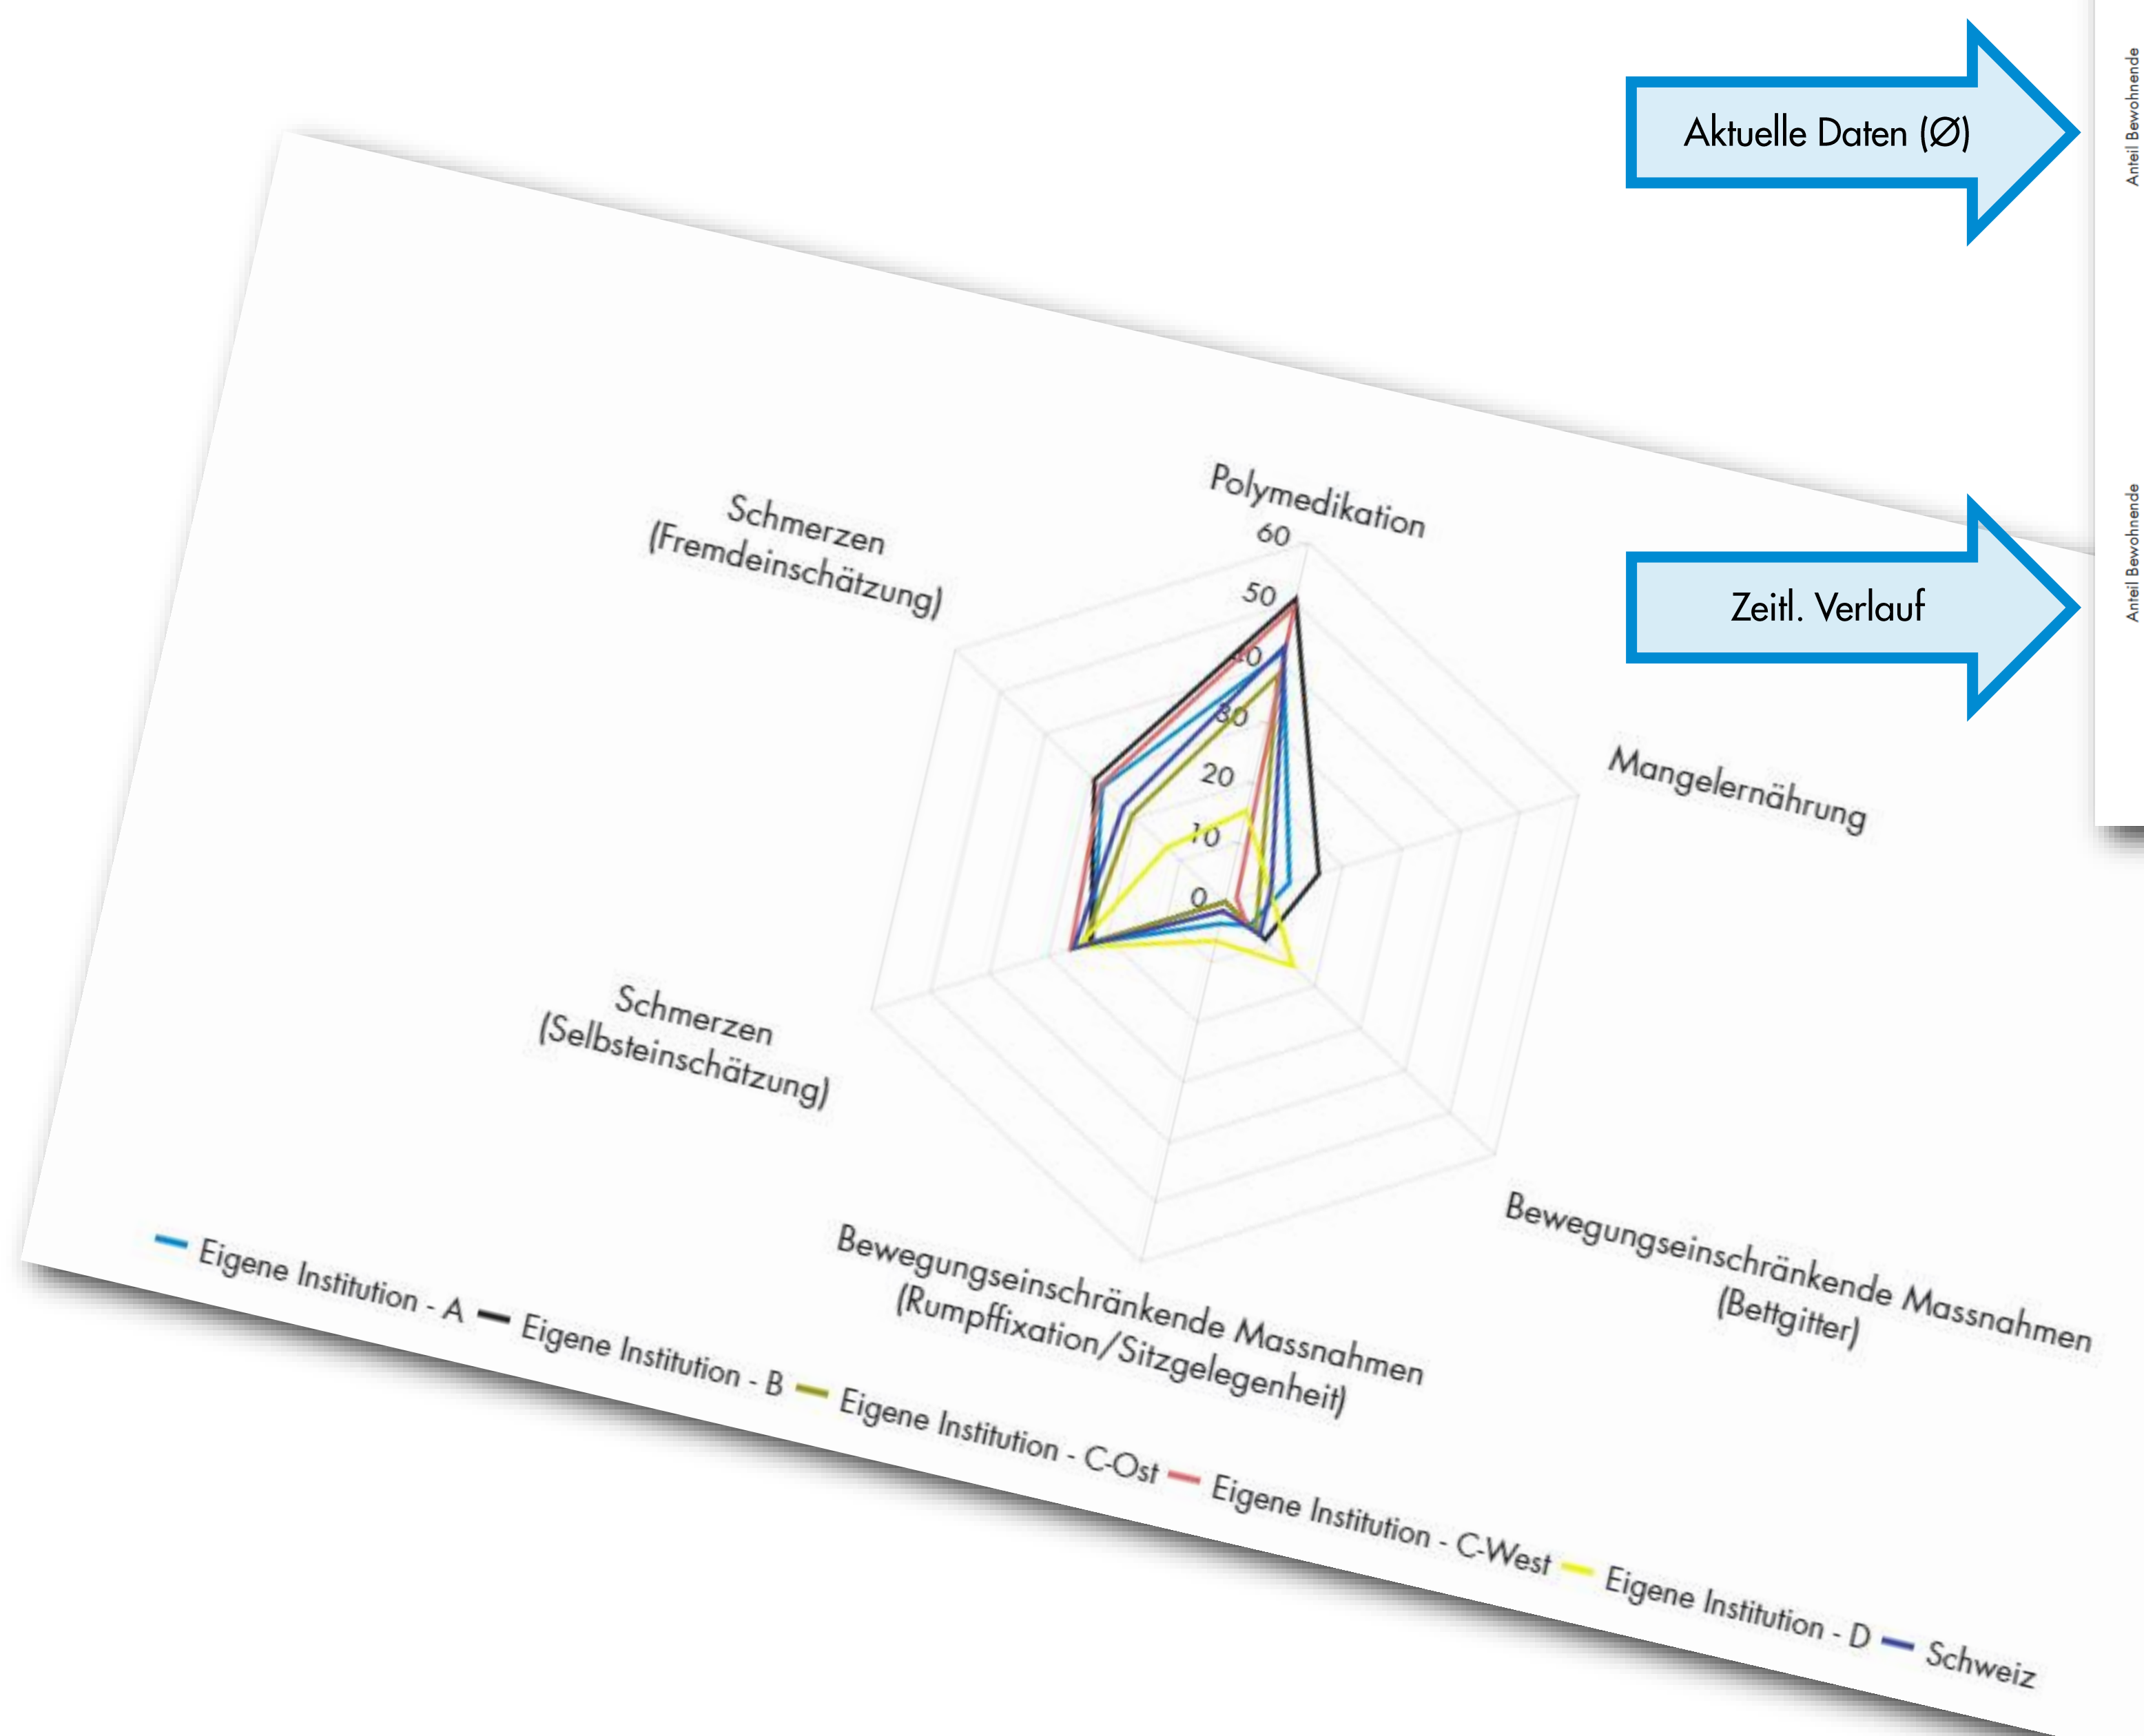 Aktuelle Daten (Ø)
Anteil Bewohnende
Zeitl. Verlauf
Anteil Bewohnende
Polymedikation
Schmerzen
(Fremdeinschätzung)
60
50
40
30
20
10
0
Mangelernährung
Schmerzen
(Selbsteinschätzung)
Bewegungseinschränkende Massnahmen
(Bettgitter)
Bewegungseinschränkende Massnahmen
(Rumpffixation/Sitzgelegenheit)
Eigene Institution - A Eigene Institution - B Eigene Institution - C-Ost Eigene Institution - C-West Eigene Institution - D Schweiz